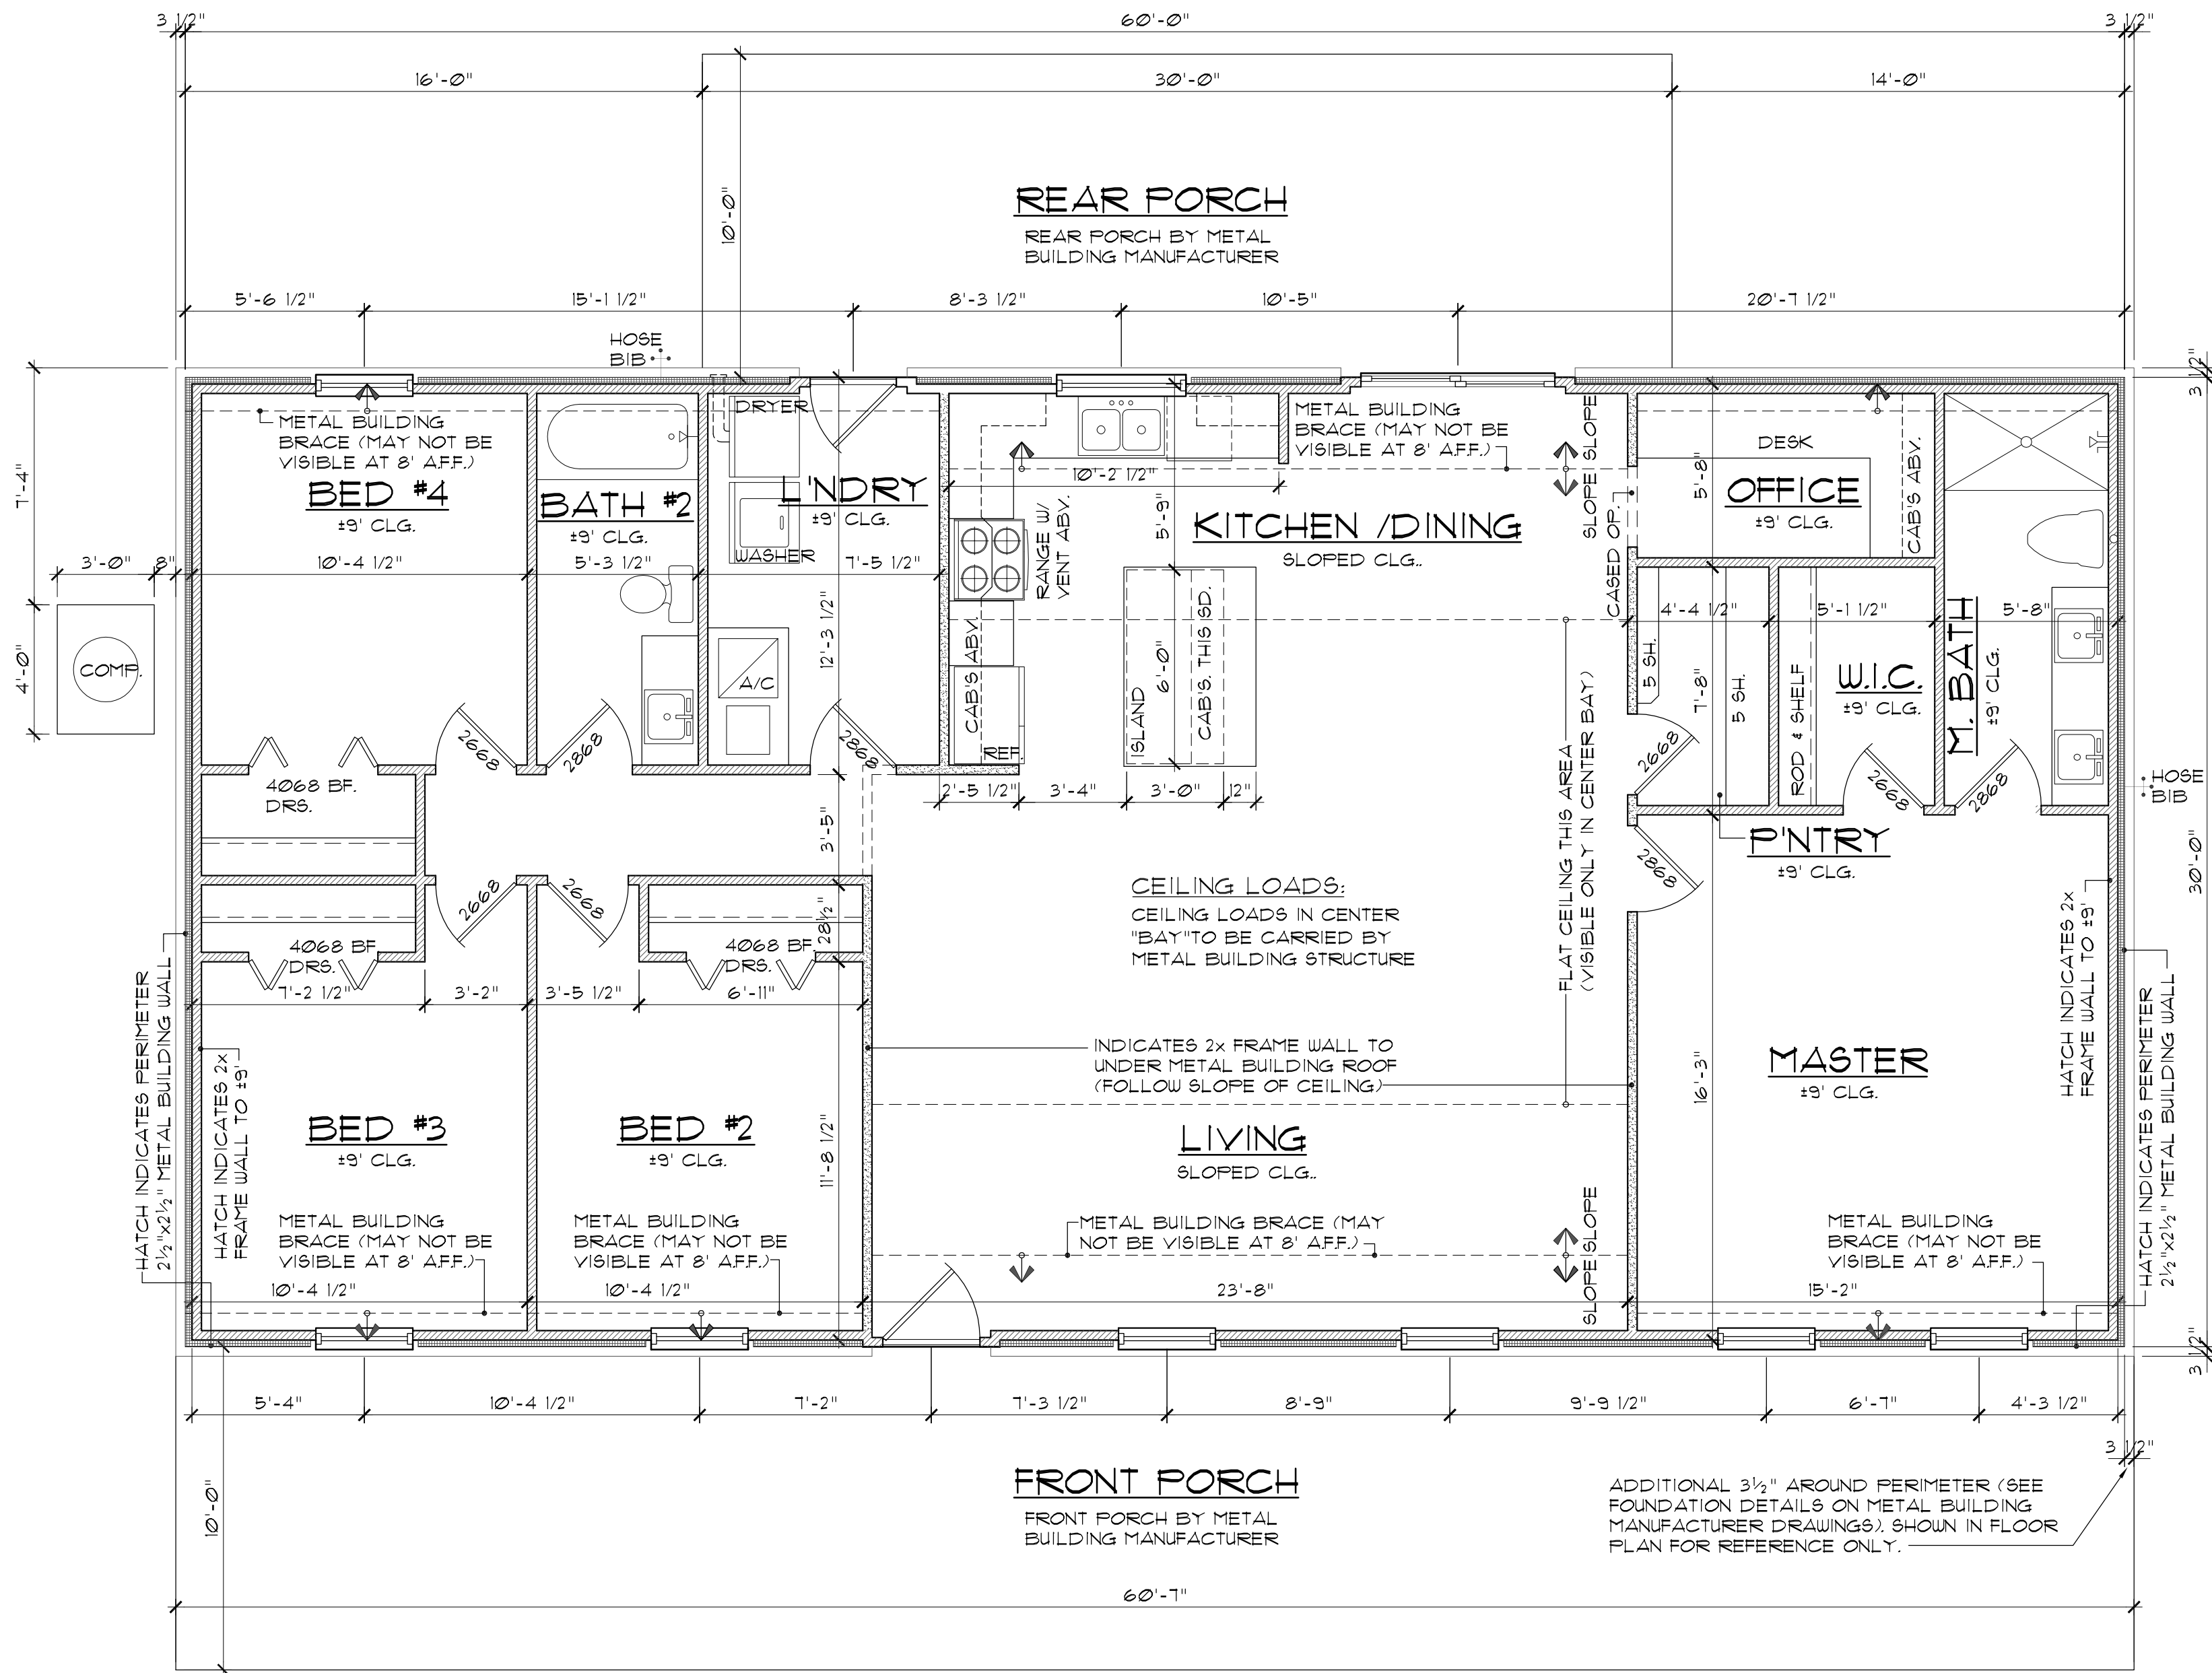 3 1/2"
60'-0"
3 1/2"
16'-0"
30'-0"
14'-0"
10'-0"
REAR PORCH
REAR PORCH BY METAL
BUILDING MANUFACTURER
5'-6 1/2"
15'-1 1/2"
8'-3 1/2"
10'-5"
20'-7 1/2"
HOSE
BIB
3 1/2"
7'-4"
METAL BUILDING
BRACE (MAY NOT BE
VISIBLE AT 8' A.F.F.)
BED #4
±9' CLG.
10'-4 1/2"
BATH #2
±9' CLG.
5'-3 1/2"
DRYER
L'NDRY
±9' CLG.
WASHER
7'-5 1/2"
12'-3 1/2"
A/C
10'-2 1/2"
5'-9"
RANGE W/
VENT ABV.
METAL BUILDING
BRACE (MAY NOT BE
VISIBLE AT 8' A.F.F.)
KITCHEN /DINING
SLOPED CLG..
SLOPE
SLOPE
CASED OP.
DESK
5'-8"
OFFICE
±9' CLG.
CAB'S ABV.
3'-0"
8"
4'-0"
COMP.
CAB'S ABV.
REF
ISLAND
6'-0"
CAB'S. THIS SD.
4'-4 1/2"
5'-1 1/2"
5'-8"
5 SH.
7'-8"
5 SH.
ROD & SHELF
W.I.C.
±9' CLG.
M. BATH
±9' CLG.
2668
2868
2868
2668
2668
2868
4068 BF.
DRS.
2'-5 1/2"
3'-4"
3'-0"
12"
HOSE
BIB
3'-5"
P'NTRY
±9' CLG.
2868
30'-0"
FLAT CEILING THIS AREA
(VISIBLE ONLY IN CENTER BAY)
CEILING LOADS:
CEILING LOADS IN CENTER
"BAY"TO BE CARRIED BY
METAL BUILDING STRUCTURE
2668
2668
4068 BF.
DRS.
4068 BF.
DRS.
28½"
7'-2 1/2"
3'-2"
3'-5 1/2"
6'-11"
HATCH INDICATES PERIMETER
2½"x2½" METAL BUILDING WALL
HATCH INDICATES 2x
FRAME WALL TO ±9'
INDICATES 2x FRAME WALL TO
UNDER METAL BUILDING ROOF
(FOLLOW SLOPE OF CEILING)
16'-3"
MASTER
±9' CLG.
HATCH INDICATES 2x
FRAME WALL TO ±9'
HATCH INDICATES PERIMETER
2½"x2½" METAL BUILDING WALL
BED #3
±9' CLG.
BED #2
±9' CLG.
11'-8 1/2"
LIVING
SLOPED CLG..
METAL BUILDING
BRACE (MAY NOT BE
VISIBLE AT 8' A.F.F.)
10'-4 1/2"
METAL BUILDING
BRACE (MAY NOT BE
VISIBLE AT 8' A.F.F.)
10'-4 1/2"
METAL BUILDING BRACE (MAY
NOT BE VISIBLE AT 8' A.F.F.)
23'-8"
SLOPE
SLOPE
METAL BUILDING
BRACE (MAY NOT BE
VISIBLE AT 8' A.F.F.)
15'-2"
3 1/2"
5'-4"
10'-4 1/2"
7'-2"
7'-3 1/2"
8'-9"
9'-9 1/2"
6'-7"
4'-3 1/2"
3 1/2"
10'-0"
FRONT PORCH
FRONT PORCH BY METAL
BUILDING MANUFACTURER
ADDITIONAL 3½" AROUND PERIMETER (SEE
FOUNDATION DETAILS ON METAL BUILDING
MANUFACTURER DRAWINGS). SHOWN IN FLOOR
PLAN FOR REFERENCE ONLY.
60'-7"